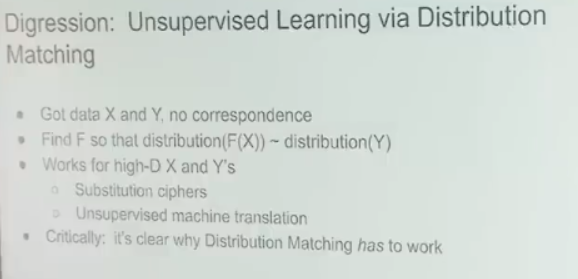 Digression: Unsupervised Learning via Distribution
Matching
• Got data X and Y, no correspondence
• Find F so that distribution(F(X)) ~ distribution(Y)
• Works for high-D X and Y's
○ Substitution ciphers
○ Unsupervised machine translation
• Critically: it's clear why Distribution Matching has to work